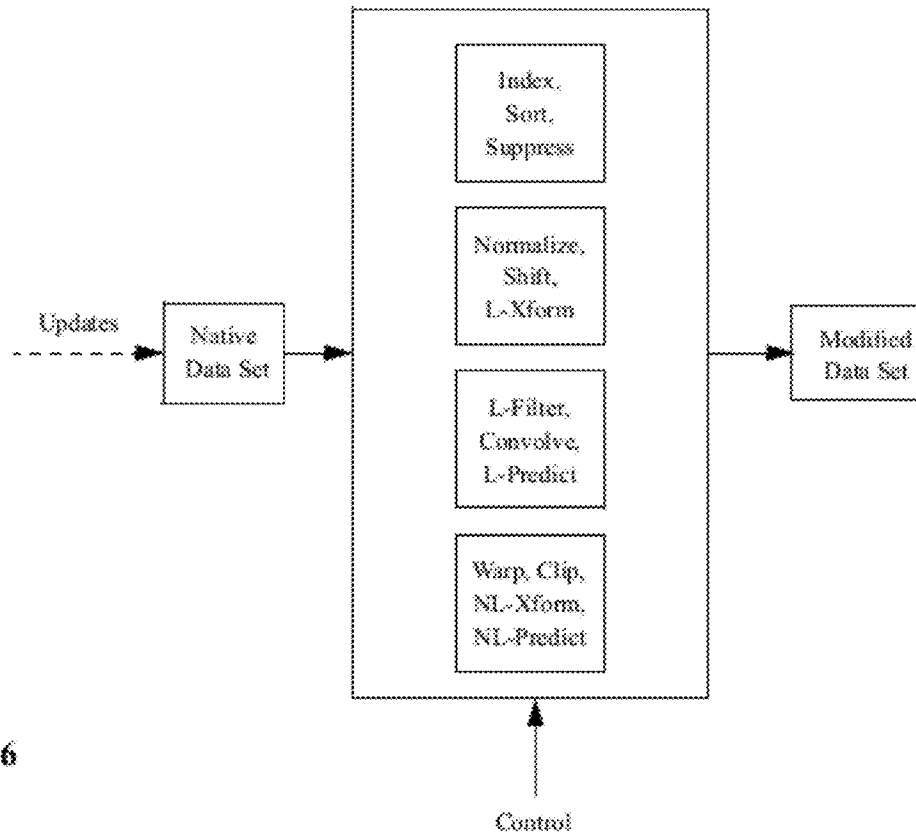 Index,
Sort,
Suppress
Normalize,
Shift,
L-Xform
Updates
Native
Data Set
Modified
Data Set
L-Filter,
Convolve,
L-Predict
Warp, Clip,
NL-Xform,
NL-Predict
6
Control